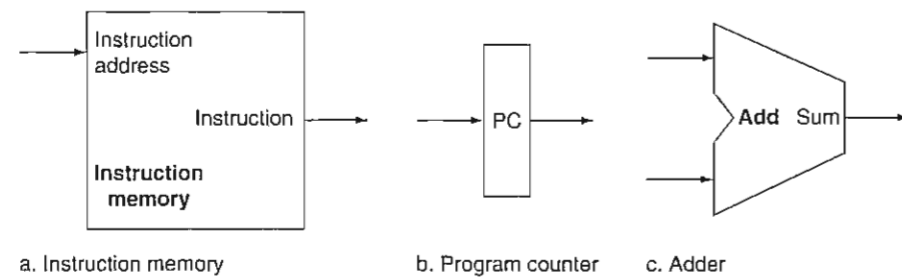 Instruction
address
Instruction
Instruction
memory
PC
Add Sum
a. Instruction memory
b. Program counter
c. Adder